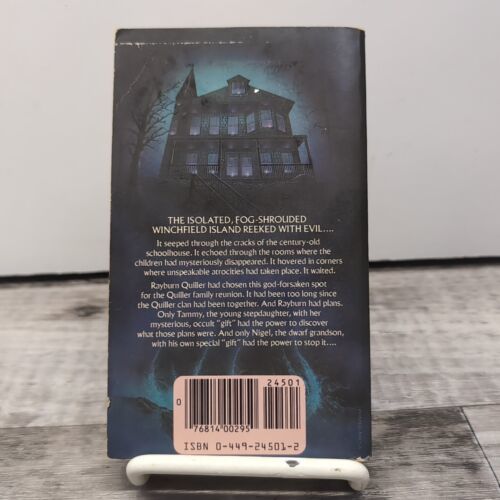 THE ISOLATED, FOG-SHROUDED
WINCHFIELD ISLAND REEKED WITH EVIL....
It seeped through the cracks of the century-old
schoolhouse. It echoed through the rooms where the
children had mysteriously disappeared. It hovered in corners
where unspeakable atrocities had taken place. It waited.
Rayburn Quiller had chosen this god-forsaken spot
for the Quiller family reunion. It had been too long since
the Quiller clan had been together. And Rayburn had plans.
Only Tammy, the young stepdaughter, with her
mysterious, occult "gift" had the power to discover
what those plans were. And only Nigel, the dwarf grandson,
with his own special "gift" had the power to stop it....
24501
0
76814 00295
ISBN 0-449-24501-2